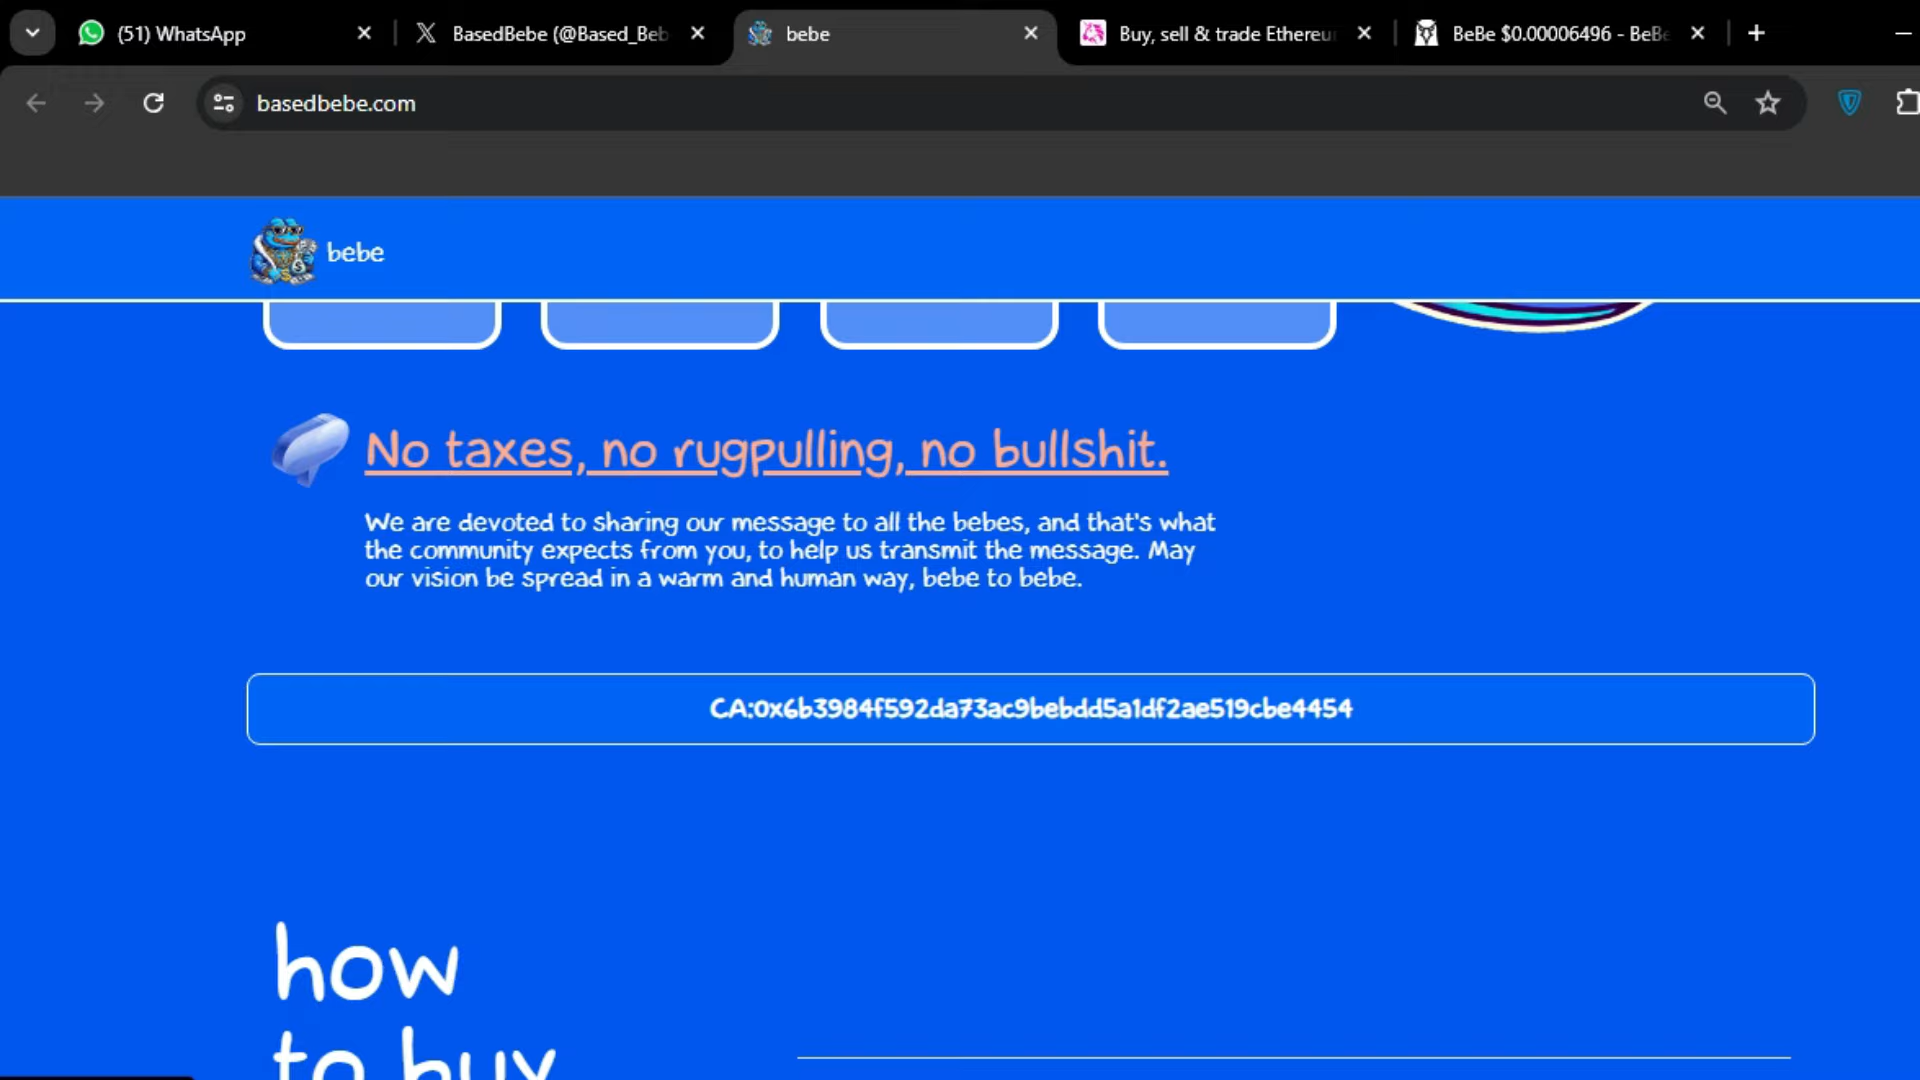 (51) WhatsApp
BasedBebe (@Based_Beb
bebe
Buy, sell & trade Ethereu
BeBe $0.00006496 - BeBe
basedbebe.com
bebe
No taxes, no rugpulling, no bullshit.
We are devoted to sharing our message to all the bebes, and that's what
the community expects from you, to help us transmit the message. May
our vision be spread in a warm and human way, bebe to bebe.
CA:0x6b3984f592da73ac9bebdd5a1df2ae519cbe4454
how
to buy